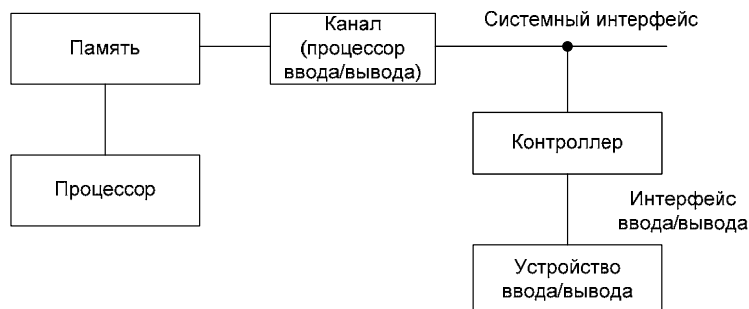 Память
Канал
(процессор
ввода/вывода)
Системный интерфейс
Контроллер
Процессор
Интерфейс
ввода/вывода
Устройство
ввода/вывода